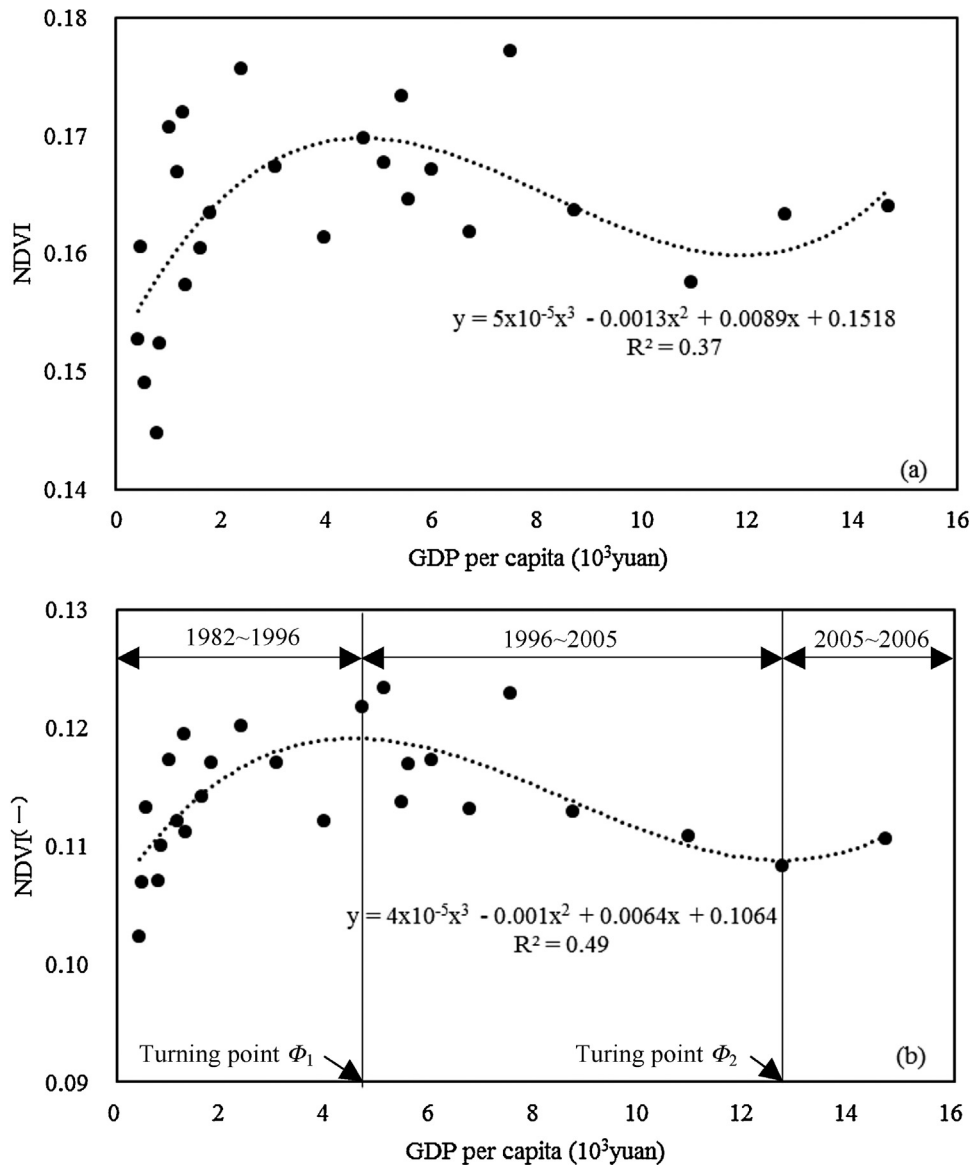 0.18
0.17
0.16
0.15
0.14
NDVI
y = 5x10⁻⁵x³ - 0.0013x² + 0.0089x + 0.1518
R² = 0.37
(a)
0 2 4 6 8 10 12 14 16
GDP per capita (10³yuan)
0.13
0.12
0.11
0.10
0.09
NDVI(—)
1982~1996 1996~2005 2005~2006
y = 4x10⁻⁵x³ - 0.001x² + 0.0064x + 0.1064
R² = 0.49
Turning point Φ₁ Turing point Φ₂ (b)
0 2 4 6 8 10 12 14 16
GDP per capita (10³yuan)